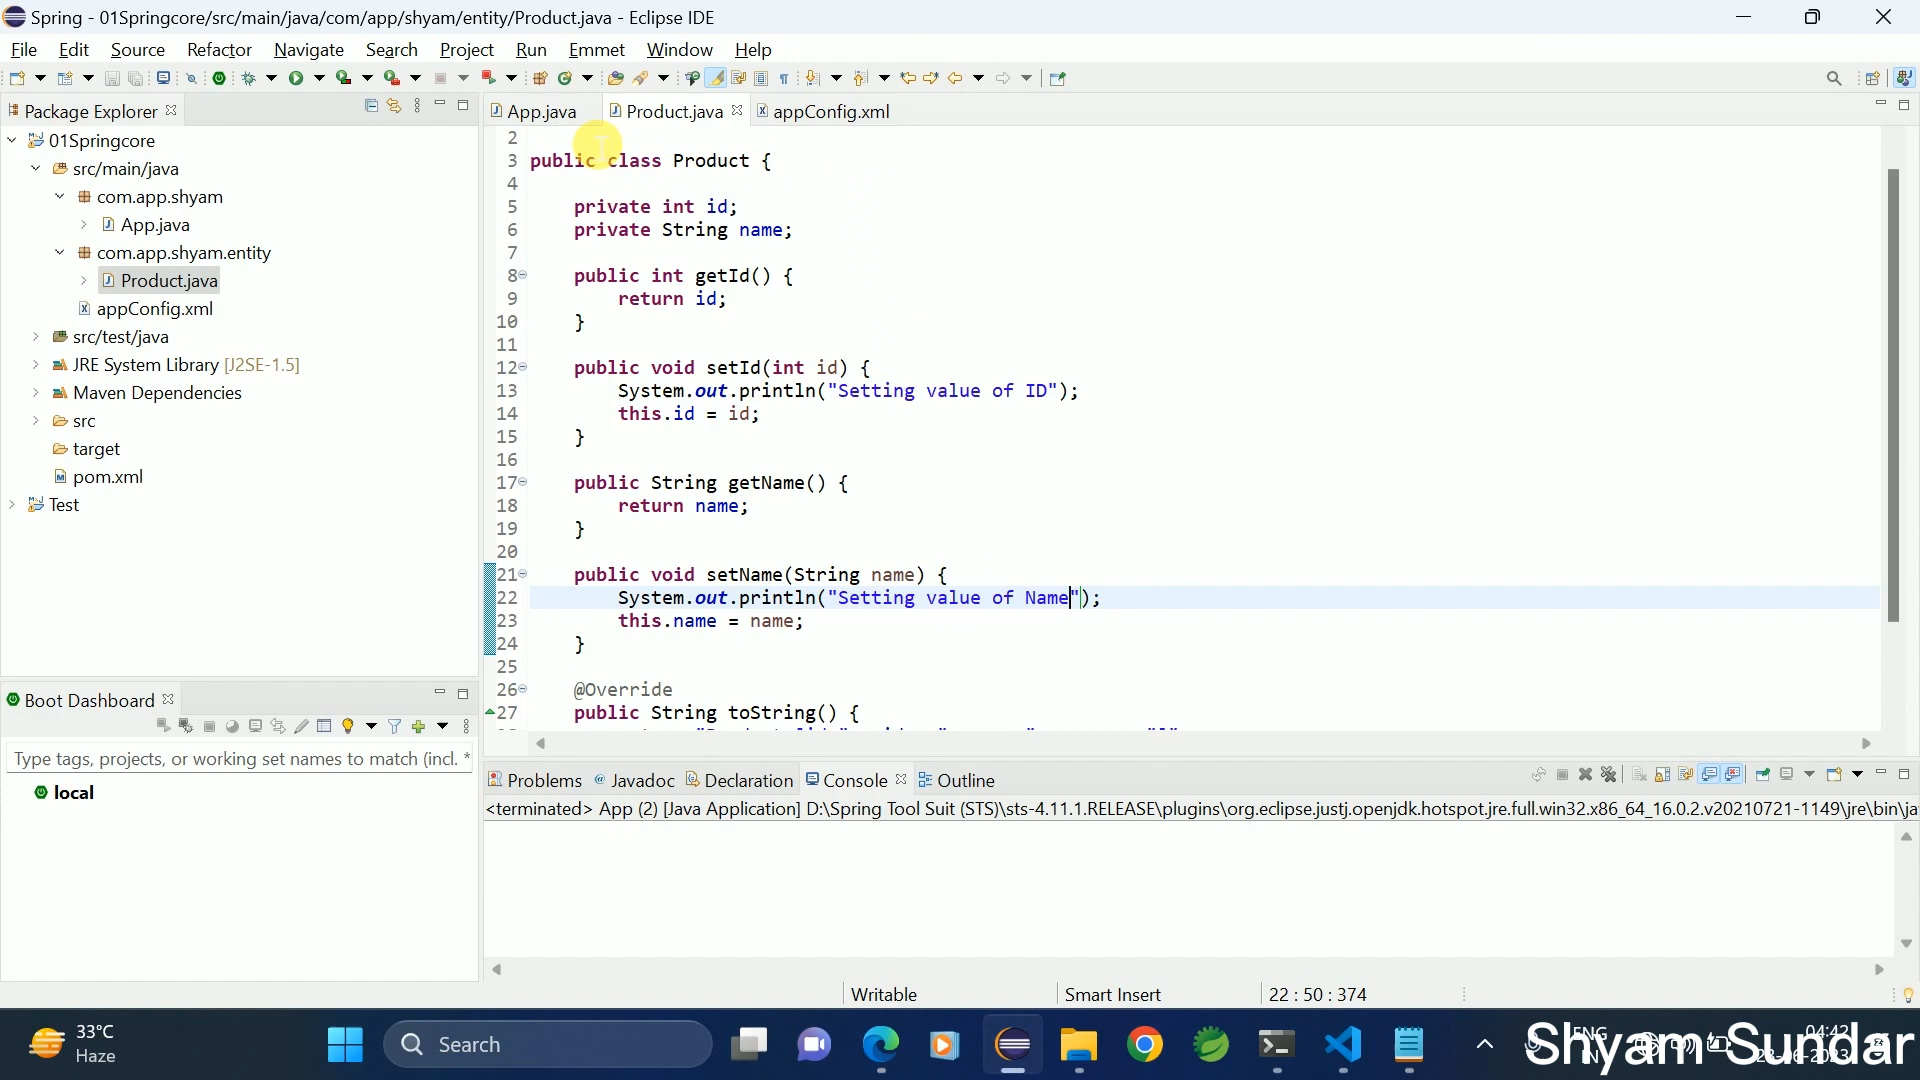 Spring - 01Springcore/src/main/java/com/app/shyam/entity/Product.java - Eclipse IDE
File Edit Source Refactor Navigate Search Project Run Emmet Window Help
Package Explorer
01Springcore
src/main/java
com.app.shyam
App.java
com.app.shyam.entity
Product.java
appConfig.xml
src/test/java
JRE System Library [J2SE-1.5]
Maven Dependencies
src
target
pom.xml
Test
Boot Dashboard
Type tags, projects, or working set names to match (incl. *
local
App.java Product.java appConfig.xml
2
3 public class Product {
4
5 private int id;
6 private String name;
7
8 public int getId() {
9 return id;
10 }
11
12 public void setId(int id) {
13 System.out.println("Setting value of ID");
14 this.id = id;
15 }
16
17 public String getName() {
18 return name;
19 }
20
21 public void setName(String name) {
22 System.out.println("Setting value of Name");
23 this.name = name;
24 }
25
26 @Override
27 public String toString() {
Problems Javadoc Declaration Console Outline
<terminated> App (2) [Java Application] D:\Spring Tool Suit (STS)\sts-4.11.1.RELEASE\plugins\org.eclipse.justj.openjdk.hotspot.jre.full.win32.x86_64_16.0.2.v20210721-1149\jre\bin\ja
Writable Smart Insert 22 : 50 : 374
33°C
Haze
Search
ENG
04:42
Shyam Sundar